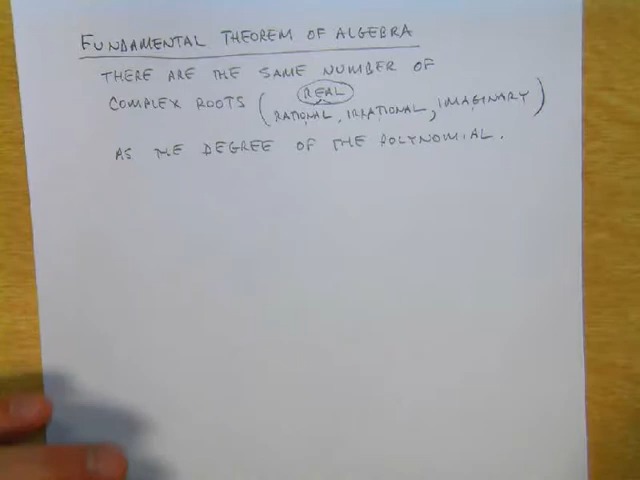 FUNDAMENTAL THEOREM OF ALGEBRA
THERE ARE THE SAME NUMBER OF
REAL
COMPLEX ROOTS (RATIONAL, IRRATIONAL, IMAGINARY)
AS THE DEGREE OF THE POLYNOMIAL.